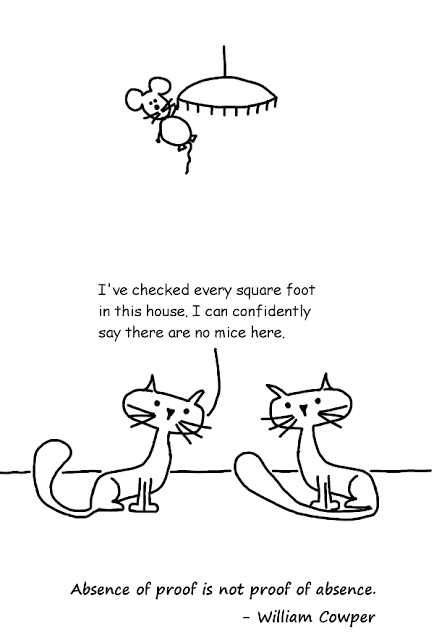 I've checked every square foot
in this house. I can confidently
say there are no mice here.
Absence of proof is not proof of absence.
- William Cowper